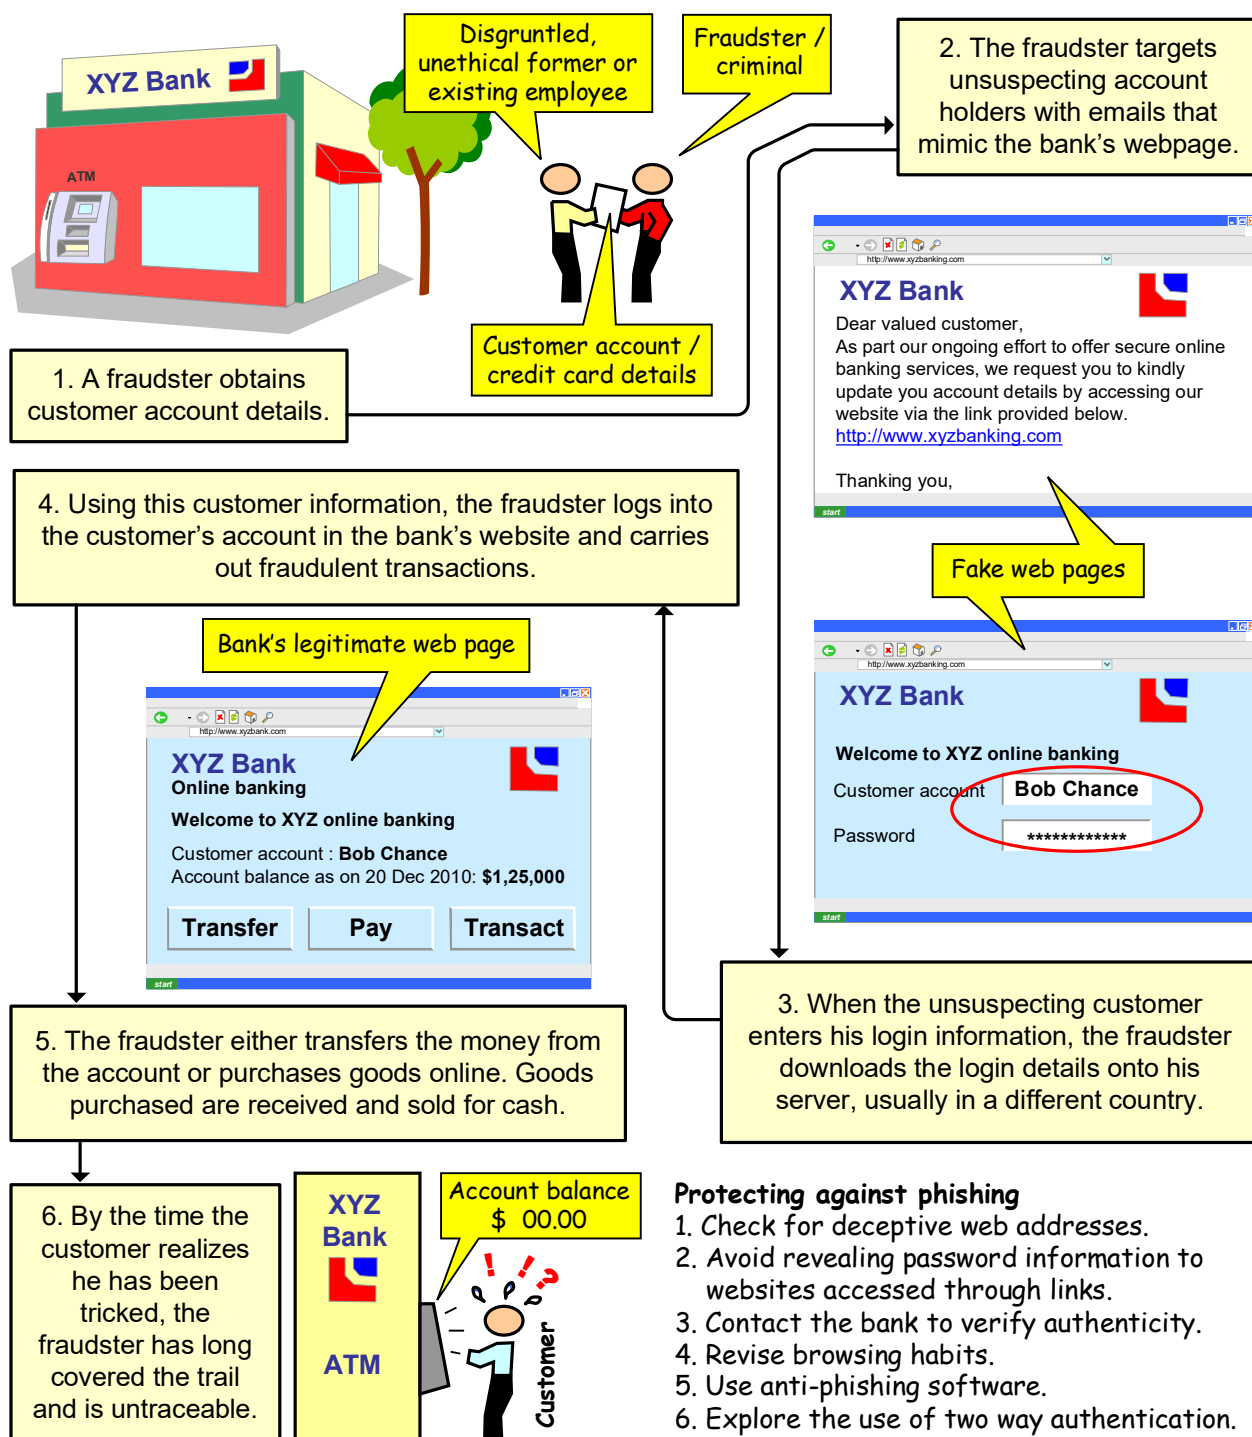 XYZ Bank
ATM
Disgruntled,
unethical former or
existing employee
Fraudster /
criminal
Customer account /
credit card details
1. A fraudster obtains
customer account details.
2. The fraudster targets
unsuspecting account
holders with emails that
mimic the bank's webpage.
http://www.xyzbanking.com
XYZ Bank
Dear valued customer,
As part our ongoing effort to offer secure online
banking services, we request you to kindly
update you account details by accessing our
website via the link provided below.
http://www.xyzbanking.com
Thanking you,
start
Fake web pages
http://www.xyzbanking.com
XYZ Bank
Welcome to XYZ online banking
Customer account Bob Chance
Password ************
start
3. When the unsuspecting customer
enters his login information, the fraudster
downloads the login details onto his
server, usually in a different country.
4. Using this customer information, the fraudster logs into
the customer's account in the bank's website and carries
out fraudulent transactions.
Bank's legitimate web page
http://www.xyzbank.com
XYZ Bank
Online banking
Welcome to XYZ online banking
Customer account : Bob Chance
Account balance as on 20 Dec 2010: $1,25,000
Transfer Pay Transact
start
5. The fraudster either transfers the money from
the account or purchases goods online. Goods
purchased are received and sold for cash.
6. By the time the
customer realizes
he has been
tricked, the
fraudster has long
covered the trail
and is untraceable.
XYZ
Bank
ATM
Account balance
$ 00.00
! ! ?
Customer
Protecting against phishing
1. Check for deceptive web addresses.
2. Avoid revealing password information to
websites accessed through links.
3. Contact the bank to verify authenticity.
4. Revise browsing habits.
5. Use anti-phishing software.
6. Explore the use of two way authentication.